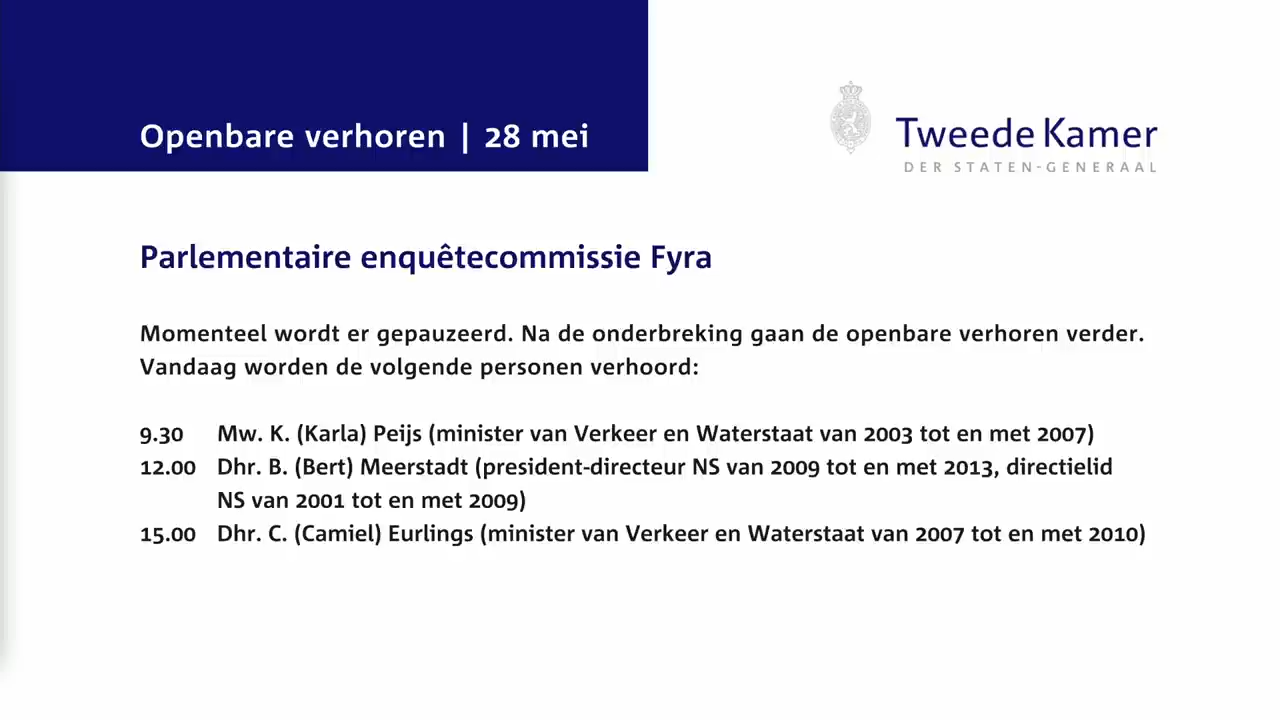 Openbare verhoren | 28 mei
Tweede Kamer
DER STATEN-GENERAAL
Parlementaire enquêtecommissie Fyra
Momenteel wordt er gepauzeerd. Na de onderbreking gaan de openbare verhoren verder.
Vandaag worden de volgende personen verhoord:
9.30 Mw. K. (Karla) Peijs (minister van Verkeer en Waterstaat van 2003 tot en met 2007)
12.00 Dhr. B. (Bert) Meerstadt (president-directeur NS van 2009 tot en met 2013, directielid
NS van 2001 tot en met 2009)
15.00 Dhr. C. (Camiel) Eurlings (minister van Verkeer en Waterstaat van 2007 tot en met 2010)